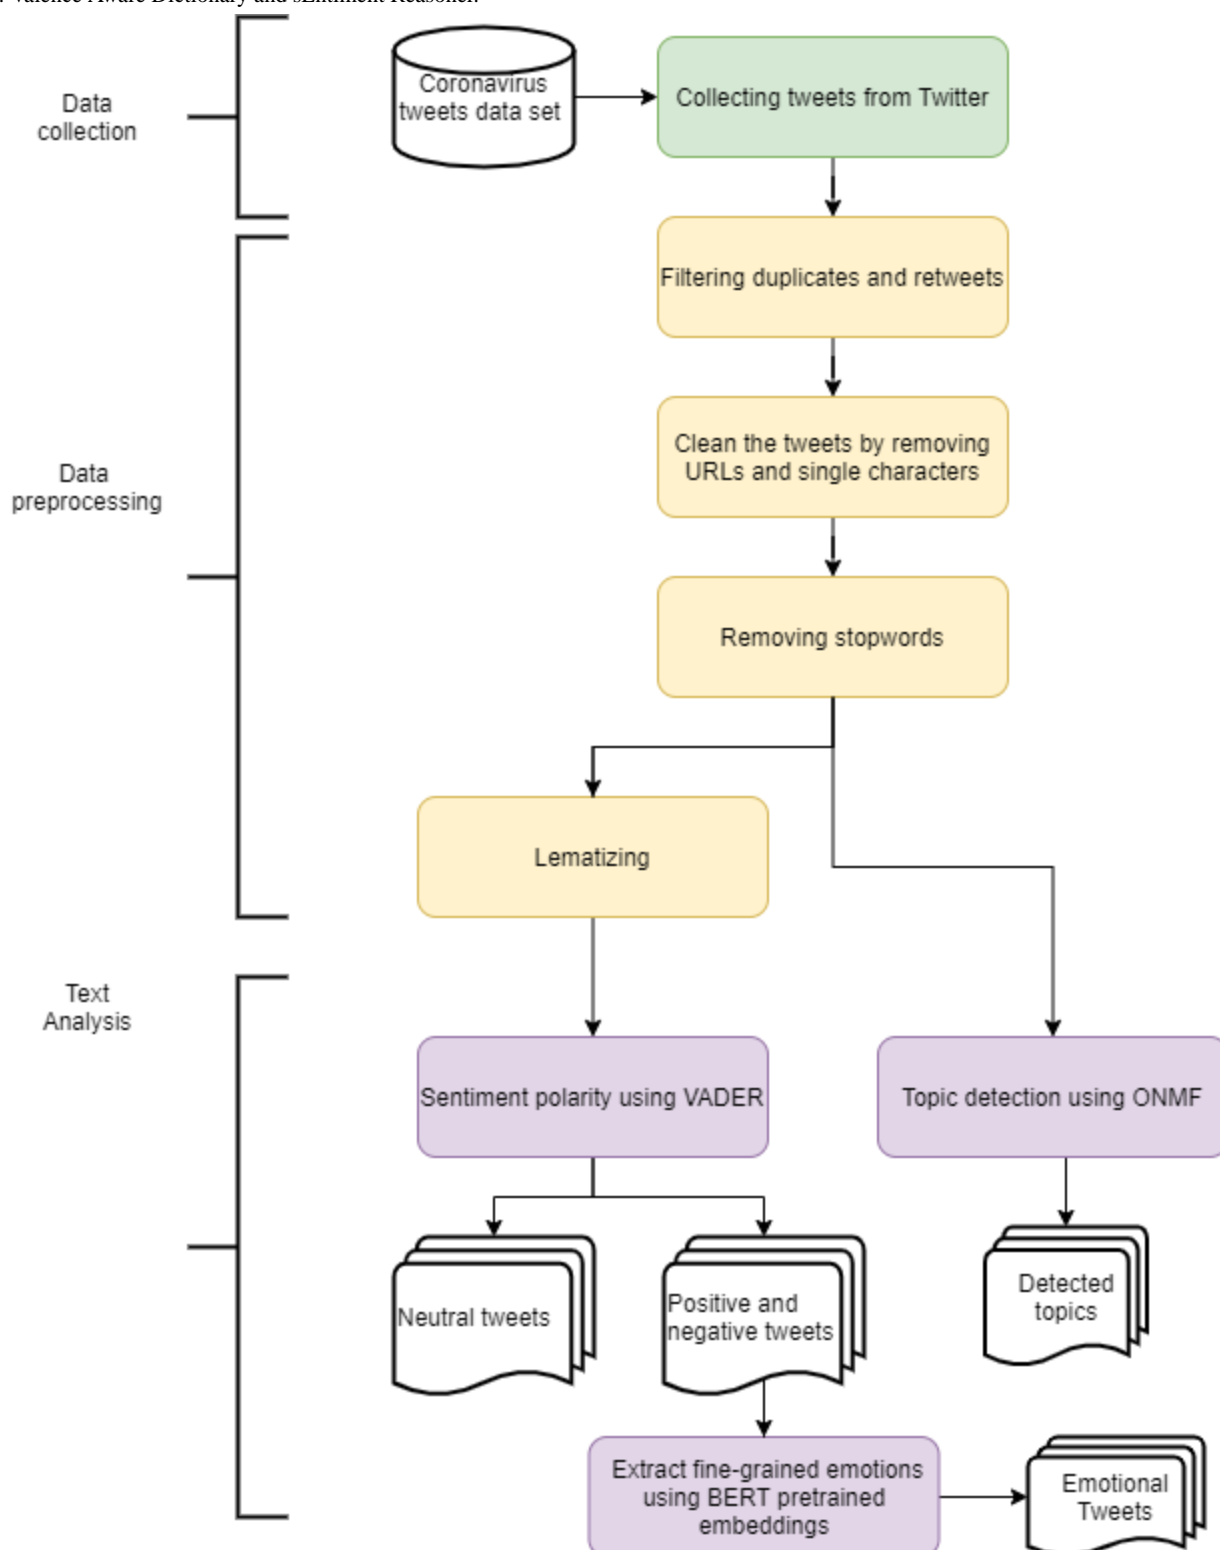 . Valence Aware Dictionary and sEntiment Reasoner.
Data
collection
Coronavirus
tweets data set
Collecting tweets from Twitter
Filtering duplicates and retweets
Data
preprocessing
Clean the tweets by removing
URLs and single characters
Removing stopwords
Lematizing
Text
Analysis
Sentiment polarity using VADER
Topic detection using ONMF
Neutral tweets
Positive and
negative tweets
Detected
topics
Extract fine-grained emotions
using BERT pretrained
embeddings
Emotional
Tweets